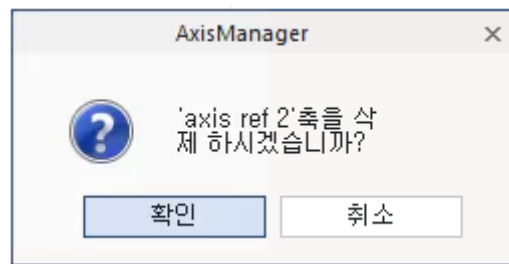 AxisManager
'axis ref 2'축을 삭
제 하시겠습니까?
확인
취소